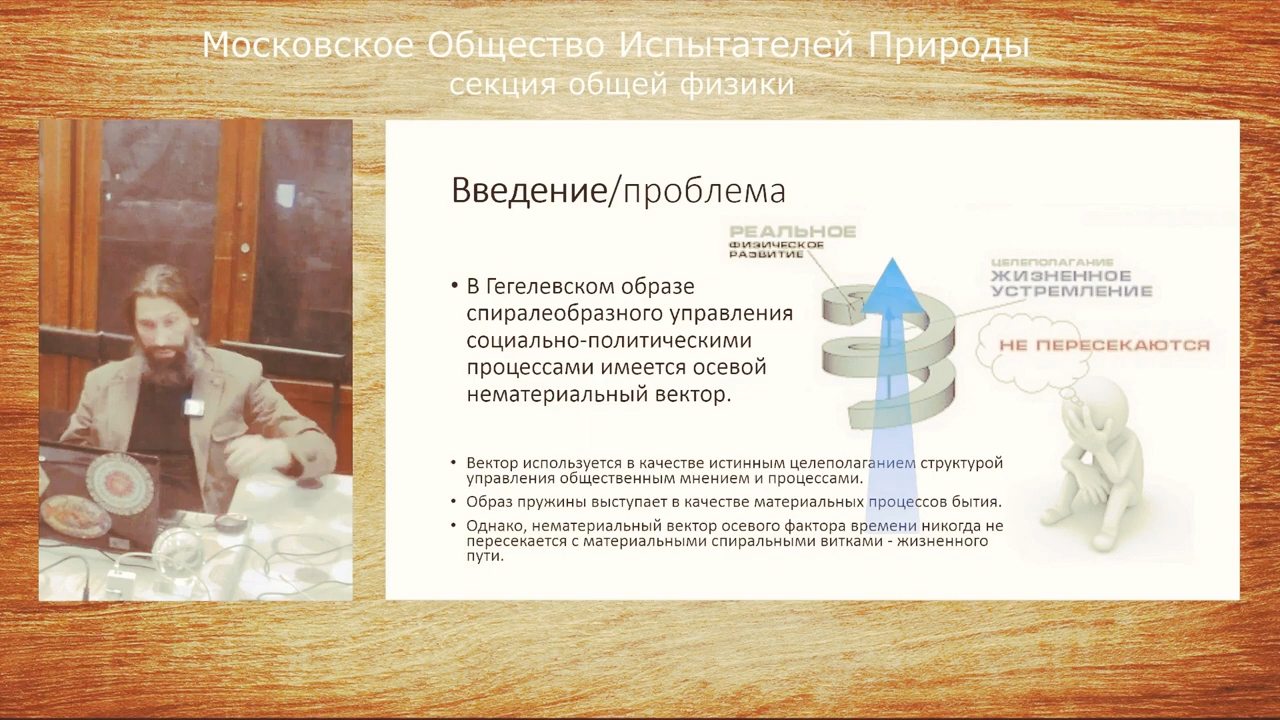 Московское Общество Испытателей Природы
секция общей физики
Введение/проблема
РЕАЛЬНОЕ
ФИЗИЧЕСКОЕ
РАЗВИТИЕ
ЦЕЛЕПОЛАГАНИЕ
ЖИЗНЕННОЕ
УСТРЕМЛЕНИЕ
НЕ ПЕРЕСЕКАЮТСЯ
• В Гегелевском образе
спиралеобразного управления
социально-политическими
процессами имеется осевой
нематериальный вектор.
• Вектор используется в качестве истинным целеполаганием структурой
управления общественным мнением и процессами.
• Образ пружины выступает в качестве материальных процессов бытия.
• Однако, нематериальный вектор осевого фактора времени никогда не
пересекается с материальными спиральными витками - жизненного
пути.